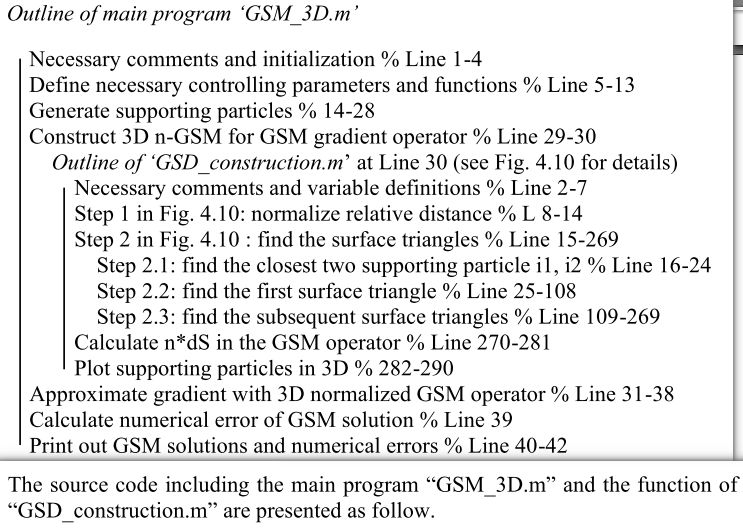 Outline of main program ‘GSM_3D.m’
Necessary comments and initialization % Line 1-4
Define necessary controlling parameters and functions % Line 5-13
Generate supporting particles % 14-28
Construct 3D n-GSM for GSM gradient operator % Line 29-30
Outline of ‘GSD_construction.m’ at Line 30 (see Fig. 4.10 for details)
Necessary comments and variable definitions % Line 2-7
Step 1 in Fig. 4.10: normalize relative distance % L 8-14
Step 2 in Fig. 4.10 : find the surface triangles % Line 15-269
Step 2.1: find the closest two supporting particle i1, i2 % Line 16-24
Step 2.2: find the first surface triangle % Line 25-108
Step 2.3: find the subsequent surface triangles % Line 109-269
Calculate n*dS in the GSM operator % Line 270-281
Plot supporting particles in 3D % 282-290
Approximate gradient with 3D normalized GSM operator % Line 31-38
Calculate numerical error of GSM solution % Line 39
Print out GSM solutions and numerical errors % Line 40-42
The source code including the main program “GSM_3D.m” and the function of
“GSD_construction.m” are presented as follow.